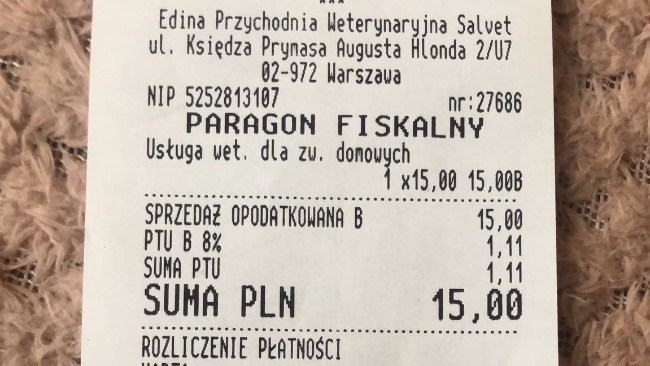 ***
Edina Przychodnia Weterynaryjna Salvet
ul. Księdza Prymasa Augusta Hlonda 2/U7
02-972 Warszawa
NIP 5252813107 nr:27686
PARAGON FISKALNY
Usługa wet. dla zw. domowych
1 x15,00 15,00B
SPRZEDAŻ OPODATKOWANA B 15,00
PTU B 8% 1,11
SUMA PTU 1,11
SUMA PLN 15,00
ROZLICZENIE PŁATNOŚCI